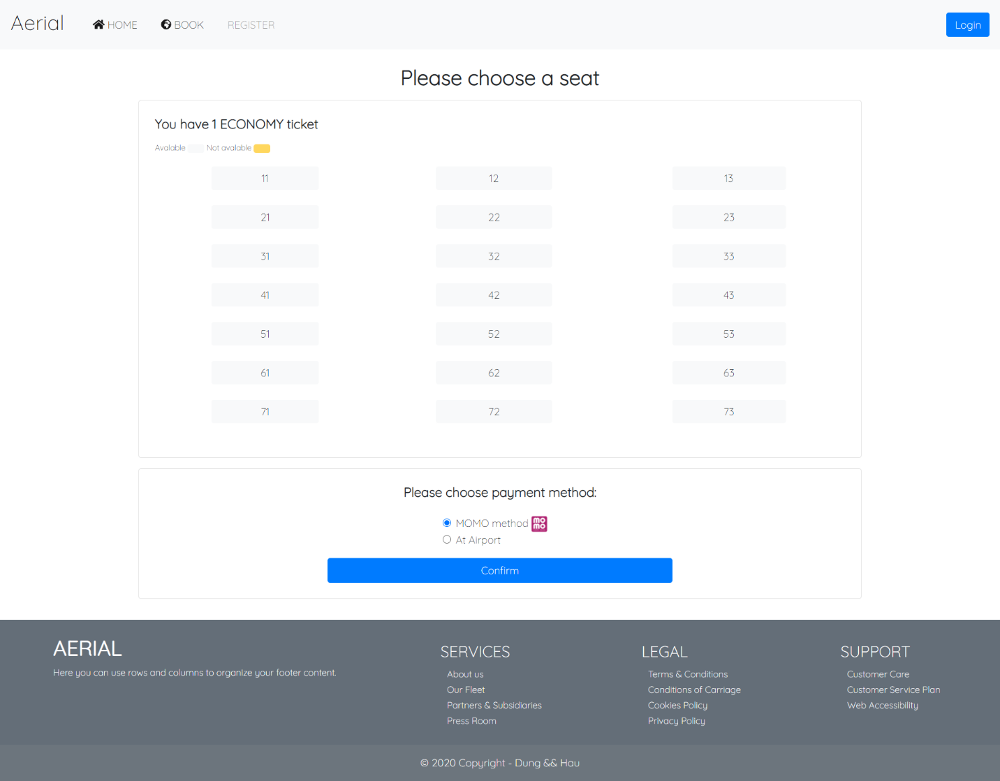 Aerial HOME BOOK REGISTER Login
Please choose a seat
You have 1 ECONOMY ticket
Avalable Not avalable
11 12 13
21 22 23
31 32 33
41 42 43
51 52 53
61 62 63
71 72 73
Please choose payment method:
MOMO method mo mo
At Airport
Confirm
AERIAL
Here you can use rows and columns to organize your footer content.
SERVICES
About us
Our Fleet
Partners & Subsidiaries
Press Room
LEGAL
Terms & Conditions
Conditions of Carriage
Cookies Policy
Privacy Policy
SUPPORT
Customer Care
Customer Service Plan
Web Accessibility
© 2020 Copyright - Dung && Hau